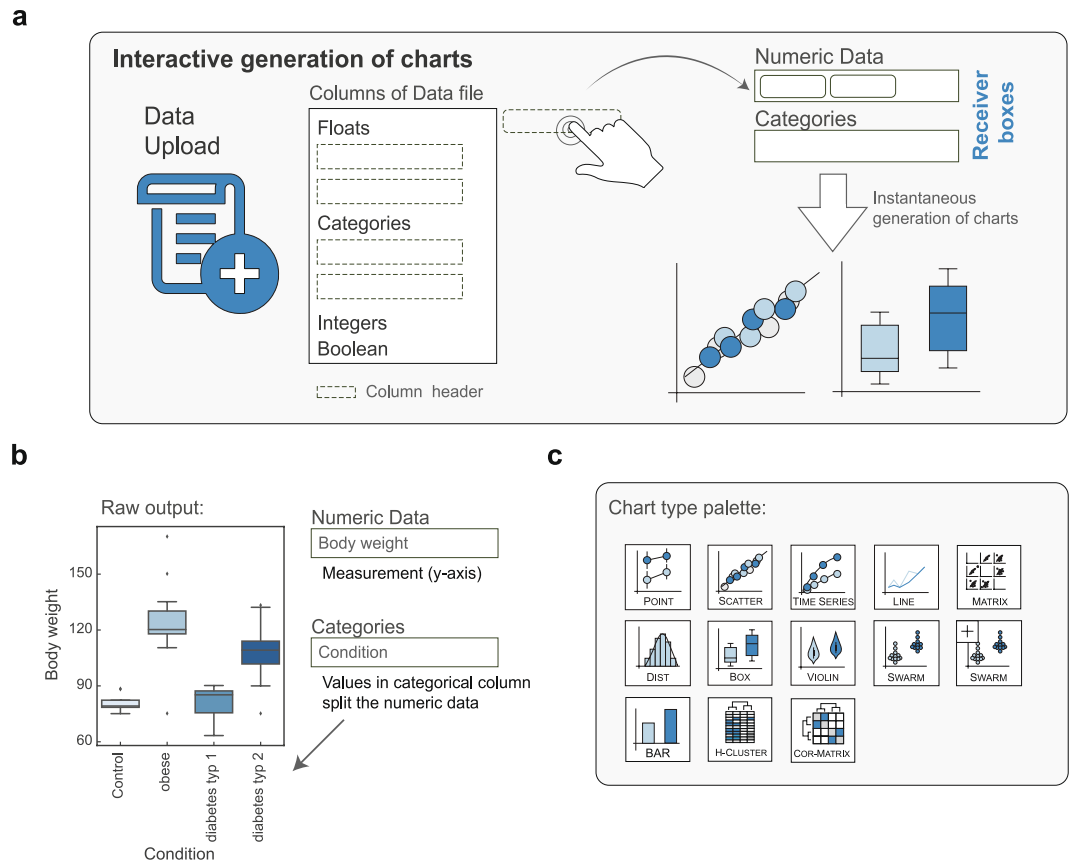 a
Interactive generation of charts
Data
Upload
Columns of Data file
Floats
Categories
Integers
Boolean
Column header
Numeric Data
Categories
Receiver
boxes
Instantaneous
generation of charts
b
Raw output:
Body weight
150
120
90
60
Control
obese
diabetes typ 1
diabetes typ 2
Condition
Numeric Data
Body weight
Measurement (y-axis)
Categories
Condition
Values in categorical column
split the numeric data
c
Chart type palette:
POINT
SCATTER
TIME SERIES
LINE
MATRIX
DIST
BOX
VIOLIN
SWARM
SWARM
BAR
H-CLUSTER
COR-MATRIX